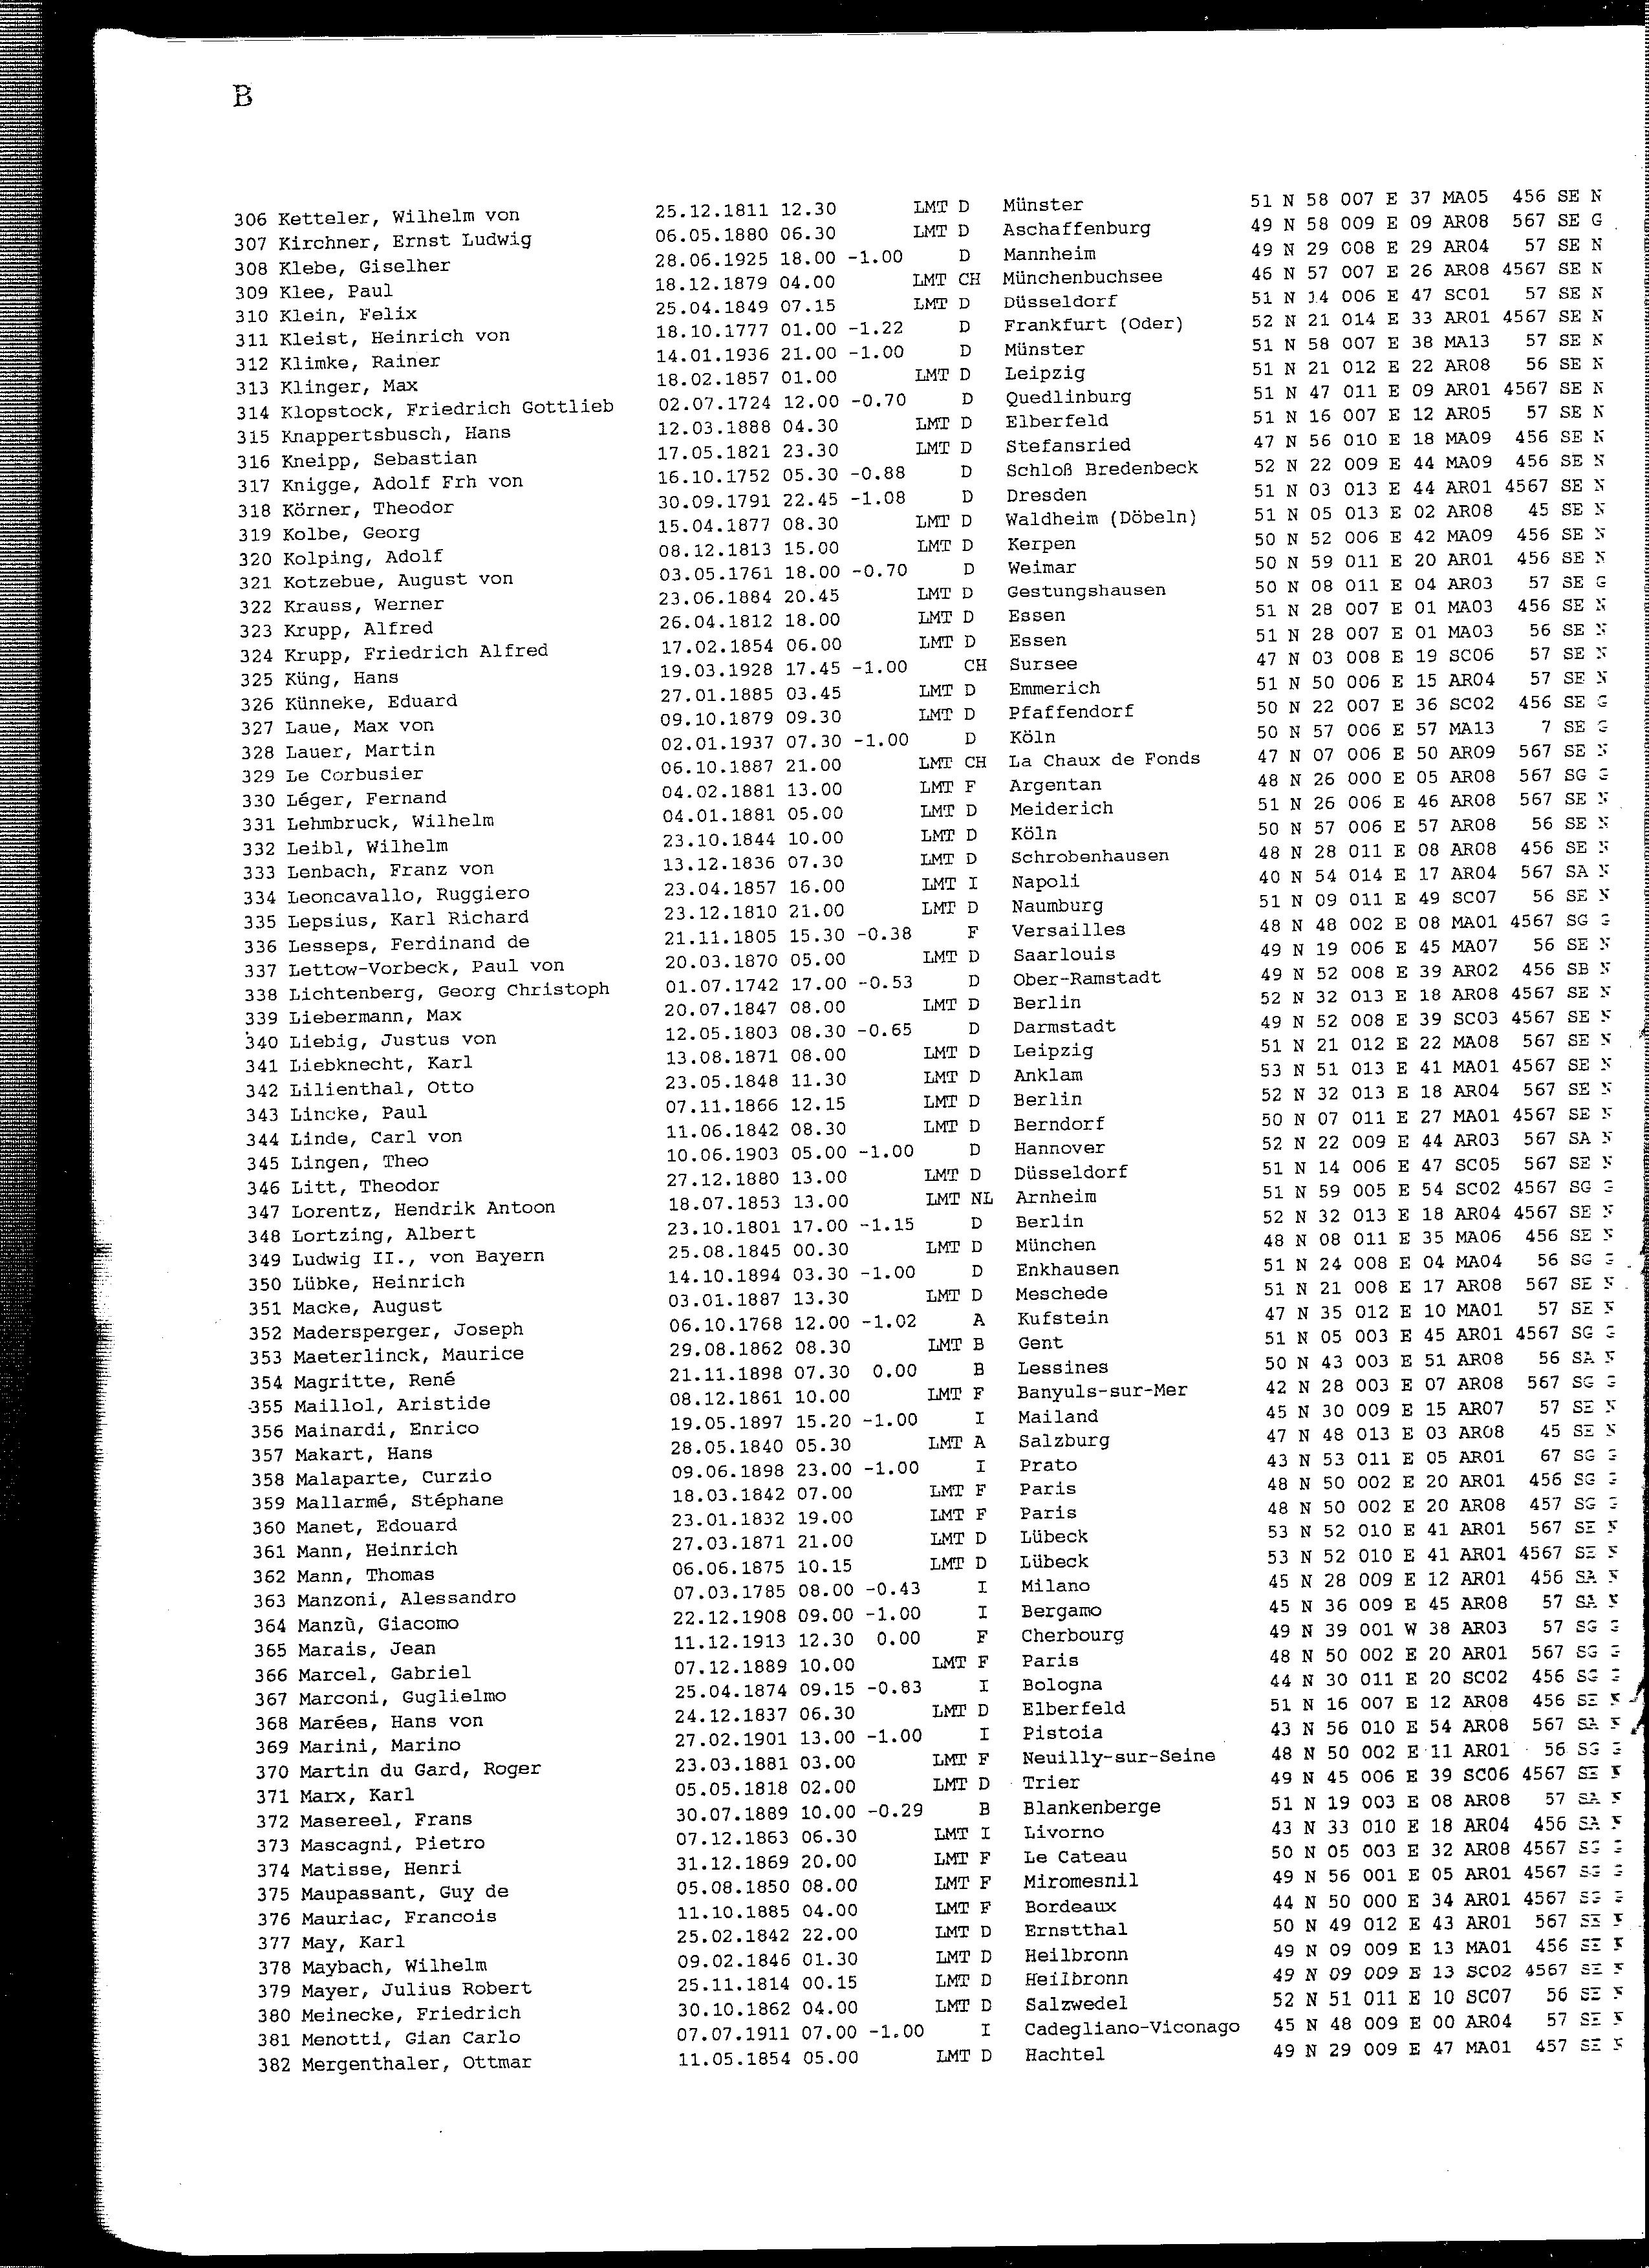 B
306 Ketteler, Wilhelm von 25.12.1811 12.30 LMT D Münster 51 N 58 007 E 37 MA05 456 SE N
307 Kirchner, Ernst Ludwig 06.05.1880 06.30 LMT D Aschaffenburg 49 N 58 009 E 09 AR08 567 SE G
308 Klebe, Giselher 28.06.1925 18.00 -1.00 D Mannheim 49 N 29 008 E 29 AR04 57 SE N
309 Klee, Paul 18.12.1879 04.00 LMT CH Münchenbuchsee 46 N 57 007 E 26 AR08 4567 SE N
310 Klein, Felix 25.04.1849 07.15 LMT D Düsseldorf 51 N 14 006 E 47 SC01 57 SE N
311 Kleist, Heinrich von 18.10.1777 01.00 -1.22 D Frankfurt (Oder) 52 N 21 014 E 33 AR01 4567 SE N
312 Klimke, Rainer 14.01.1936 21.00 -1.00 D Münster 51 N 58 007 E 38 MA13 57 SE N
313 Klinger, Max 18.02.1857 01.00 LMT D Leipzig 51 N 21 012 E 22 AR08 56 SE N
314 Klopstock, Friedrich Gottlieb 02.07.1724 12.00 -0.70 D Quedlinburg 51 N 47 011 E 09 AR01 4567 SE N
315 Knappertsbusch, Hans 12.03.1888 04.30 LMT D Elberfeld 51 N 16 007 E 12 AR05 57 SE N
316 Kneipp, Sebastian 17.05.1821 23.30 LMT D Stefansried 47 N 56 010 E 18 MA09 456 SE N
317 Knigge, Adolf Frh von 16.10.1752 05.30 -0.88 D Schloß Bredenbeck 52 N 22 009 E 44 MA09 456 SE N
318 Körner, Theodor 30.09.1791 22.45 -1.08 D Dresden 51 N 03 013 E 44 AR01 4567 SE N
319 Kolbe, Georg 15.04.1877 08.30 LMT D Waldheim (Döbeln) 51 N 05 013 E 02 AR08 45 SE N
320 Kolping, Adolf 08.12.1813 15.00 LMT D Kerpen 50 N 52 006 E 42 MA09 456 SE N
321 Kotzebue, August von 03.05.1761 18.00 -0.70 D Weimar 50 N 59 011 E 20 AR01 456 SE N
322 Krauss, Werner 23.06.1884 20.45 LMT D Gestungshausen 50 N 08 011 E 04 AR03 57 SE G
323 Krupp, Alfred 26.04.1812 18.00 LMT D Essen 51 N 28 007 E 01 MA03 456 SE N
324 Krupp, Friedrich Alfred 17.02.1854 06.00 LMT D Essen 51 N 28 007 E 01 MA03 56 SE N
325 Küng, Hans 19.03.1928 17.45 -1.00 CH Sursee 47 N 03 008 E 19 SC06 57 SE N
326 Künneke, Eduard 27.01.1885 03.45 LMT D Emmerich 51 N 50 006 E 15 AR04 57 SE N
327 Laue, Max von 09.10.1879 09.30 LMT D Pfaffendorf 50 N 22 007 E 36 SC02 456 SE G
328 Lauer, Martin 02.01.1937 07.30 -1.00 D Köln 50 N 57 006 E 57 MA13 7 SE G
329 Le Corbusier 06.10.1887 21.00 LMT CH La Chaux de Fonds 47 N 07 006 E 50 AR09 567 SE N
330 Léger, Fernand 04.02.1881 13.00 LMT F Argentan 48 N 26 000 E 05 AR08 567 SG G
331 Lehmbruck, Wilhelm 04.01.1881 05.00 LMT D Meiderich 51 N 26 006 E 46 AR08 567 SE N
332 Leibl, Wilhelm 23.10.1844 10.00 LMT D Köln 50 N 57 006 E 57 AR08 56 SE N
333 Lenbach, Franz von 13.12.1836 07.30 LMT D Schrobenhausen 48 N 28 011 E 08 AR08 456 SE N
334 Leoncavallo, Ruggiero 23.04.1857 16.00 LMT I Napoli 40 N 54 014 E 17 AR04 567 SA N
335 Lepsius, Karl Richard 23.12.1810 21.00 LMT D Naumburg 51 N 09 011 E 49 SC07 56 SE N
336 Lesseps, Ferdinand de 21.11.1805 15.30 -0.38 F Versailles 48 N 48 002 E 08 MA01 4567 SG G
337 Lettow-Vorbeck, Paul von 20.03.1870 05.00 LMT D Saarlouis 49 N 19 006 E 45 MA07 56 SE N
338 Lichtenberg, Georg Christoph 01.07.1742 17.00 -0.53 D Ober-Ramstadt 49 N 52 008 E 39 AR02 456 SB N
339 Liebermann, Max 20.07.1847 08.00 LMT D Berlin 52 N 32 013 E 18 AR08 4567 SE N
340 Liebig, Justus von 12.05.1803 08.30 -0.65 D Darmstadt 49 N 52 008 E 39 SC03 4567 SE N
341 Liebknecht, Karl 13.08.1871 08.00 LMT D Leipzig 51 N 21 012 E 22 MA08 567 SE N
342 Lilienthal, Otto 23.05.1848 11.30 LMT D Anklam 53 N 51 013 E 41 MA01 4567 SE N
343 Lincke, Paul 07.11.1866 12.15 LMT D Berlin 52 N 32 013 E 18 AR04 567 SE N
344 Linde, Carl von 11.06.1842 08.30 LMT D Berndorf 50 N 07 011 E 27 MA01 4567 SE N
345 Lingen, Theo 10.06.1903 05.00 -1.00 D Hannover 52 N 22 009 E 44 AR03 567 SA N
346 Litt, Theodor 27.12.1880 13.00 LMT D Düsseldorf 51 N 14 006 E 47 SC05 567 SE N
347 Lorentz, Hendrik Antoon 18.07.1853 13.00 LMT NL Arnheim 51 N 59 005 E 54 SC02 4567 SG G
348 Lortzing, Albert 23.10.1801 17.00 -1.15 D Berlin 52 N 32 013 E 18 AR04 4567 SE N
349 Ludwig II., von Bayern 25.08.1845 00.30 LMT D München 48 N 08 011 E 35 MA06 456 SE N
350 Lübke, Heinrich 14.10.1894 03.30 -1.00 D Enkhausen 51 N 24 008 E 04 MA04 56 SG G
351 Macke, August 03.01.1887 13.30 LMT D Meschede 51 N 21 008 E 17 AR08 567 SE N
352 Madersperger, Joseph 06.10.1768 12.00 -1.02 A Kufstein 47 N 35 012 E 10 MA01 57 SE N
353 Maeterlinck, Maurice 29.08.1862 08.30 LMT B Gent 51 N 05 003 E 45 AR01 4567 SG G
354 Magritte, René 21.11.1898 07.30 0.00 B Lessines 50 N 43 003 E 51 AR08 56 SA N
355 Maillol, Aristide 08.12.1861 10.00 LMT F Banyuls-sur-Mer 42 N 28 003 E 07 AR08 567 SG G
356 Mainardi, Enrico 19.05.1897 15.20 -1.00 I Mailand 45 N 30 009 E 15 AR07 57 SE N
357 Makart, Hans 28.05.1840 05.30 LMT A Salzburg 47 N 48 013 E 03 AR08 45 SE N
358 Malaparte, Curzio 09.06.1898 23.00 -1.00 I Prato 43 N 53 011 E 05 AR01 67 SG G
359 Mallarmé, Stéphane 18.03.1842 07.00 LMT F Paris 48 N 50 002 E 20 AR01 456 SG G
360 Manet, Edouard 23.01.1832 19.00 LMT F Paris 48 N 50 002 E 20 AR08 457 SG G
361 Mann, Heinrich 27.03.1871 21.00 LMT D Lübeck 53 N 52 010 E 41 AR01 567 SE N
362 Mann, Thomas 06.06.1875 10.15 LMT D Lübeck 53 N 52 010 E 41 AR01 4567 SE N
363 Manzoni, Alessandro 07.03.1785 08.00 -0.43 I Milano 45 N 28 009 E 12 AR01 456 SA N
364 Manzù, Giacomo 22.12.1908 09.00 -1.00 I Bergamo 45 N 36 009 E 45 AR08 57 SA N
365 Marais, Jean 11.12.1913 12.30 0.00 F Cherbourg 49 N 39 001 W 38 AR03 57 SG G
366 Marcel, Gabriel 07.12.1889 10.00 LMT F Paris 48 N 50 002 E 20 AR01 567 SG G
367 Marconi, Guglielmo 25.04.1874 09.15 -0.83 I Bologna 44 N 30 011 E 20 SC02 456 SG G
368 Marées, Hans von 24.12.1837 06.30 LMT D Elberfeld 51 N 16 007 E 12 AR08 456 SE N
369 Marini, Marino 27.02.1901 13.00 -1.00 I Pistoia 43 N 56 010 E 54 AR08 567 SA N
370 Martin du Gard, Roger 23.03.1881 03.00 LMT F Neuilly-sur-Seine 48 N 50 002 E 11 AR01 56 SG G
371 Marx, Karl 05.05.1818 02.00 LMT D Trier 49 N 45 006 E 39 SC06 4567 SE N
372 Masereel, Frans 30.07.1889 10.00 -0.29 B Blankenberge 51 N 19 003 E 08 AR08 57 SA N
373 Mascagni, Pietro 07.12.1863 06.30 LMT I Livorno 43 N 33 010 E 18 AR04 456 SA N
374 Matisse, Henri 31.12.1869 20.00 LMT F Le Cateau 50 N 05 003 E 32 AR08 4567 SG G
375 Maupassant, Guy de 05.08.1850 08.00 LMT F Miromesnil 49 N 56 001 E 05 AR01 4567 SG G
376 Mauriac, Francois 11.10.1885 04.00 LMT F Bordeaux 44 N 50 000 E 34 AR01 4567 SG G
377 May, Karl 25.02.1842 22.00 LMT D Ernstthal 50 N 49 012 E 43 AR01 567 SE N
378 Maybach, Wilhelm 09.02.1846 01.30 LMT D Heilbronn 49 N 09 009 E 13 MA01 456 SE N
379 Mayer, Julius Robert 25.11.1814 00.15 LMT D Heilbronn 49 N 09 009 E 13 SC02 4567 SE N
380 Meinecke, Friedrich 30.10.1862 04.00 LMT D Salzwedel 52 N 51 011 E 10 SC07 56 SE N
381 Menotti, Gian Carlo 07.07.1911 07.00 -1.00 I Cadegliano-Viconago 45 N 48 009 E 00 AR04 57 SE N
382 Mergenthaler, Ottmar 11.05.1854 05.00 LMT D Hachtel 49 N 29 009 E 47 MA01 457 SE N